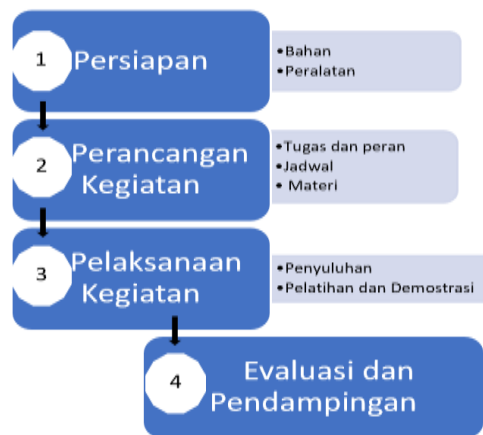 1
Persiapan
•Bahan
•Peralatan
2
Perancangan
Kegiatan
•Tugas dan peran
•Jadwal
• Materi
3
Pelaksanaan
Kegiatan
•Penyuluhan
•Pelatihan dan Demostrasi
4
Evaluasi dan
Pendampingan